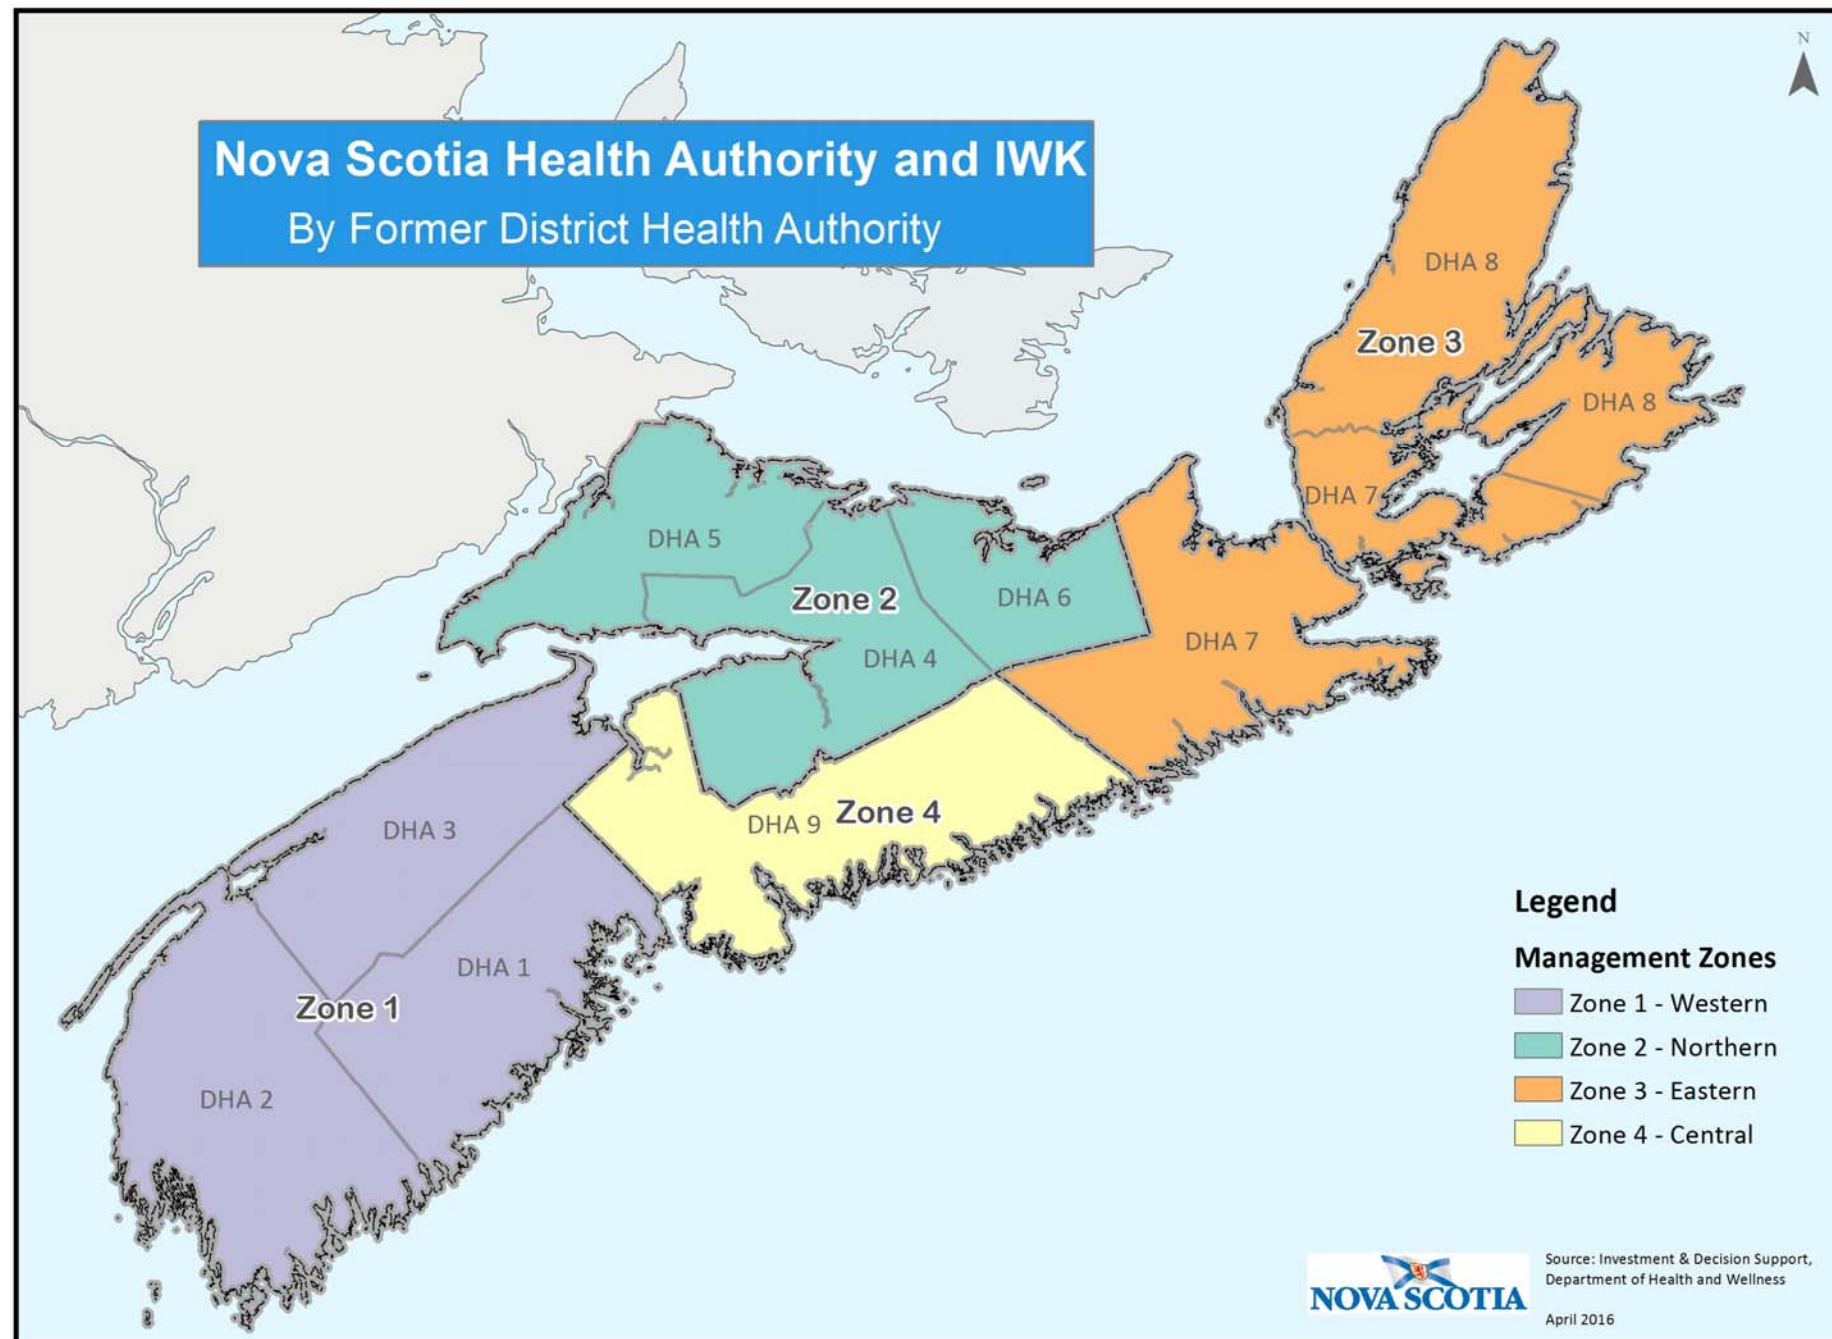 Nova Scotia Health Authority and IWK
By Former District Health Authority
N
DHA 8
Zone 3
DHA 8
DHA 7
DHA 5
Zone 2
DHA 6
DHA 4
DHA 7
DHA 9
Zone 4
DHA 3
DHA 1
Zone 1
DHA 2
Legend
Management Zones
Zone 1 - Western
Zone 2 - Northern
Zone 3 - Eastern
Zone 4 - Central
NOVA SCOTIA
Source: Investment & Decision Support,
Department of Health and Wellness
April 2016